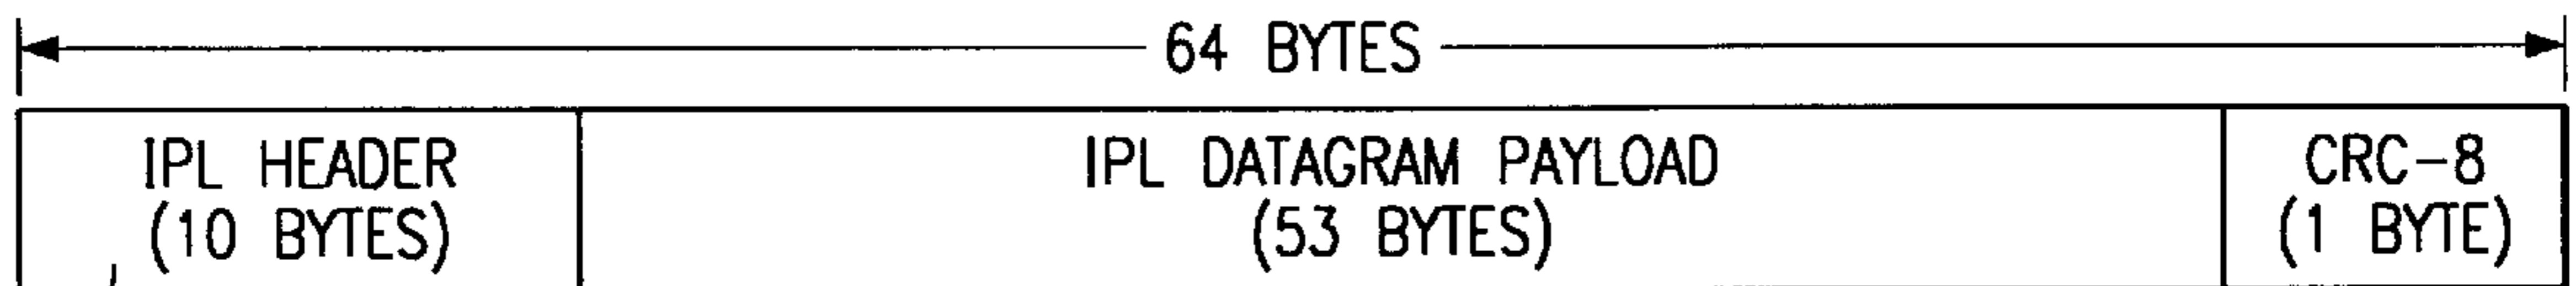 64 BYTES
IPL HEADER
(10 BYTES)
IPL DATAGRAM PAYLOAD
(53 BYTES)
CRC-8
(1 BYTE)